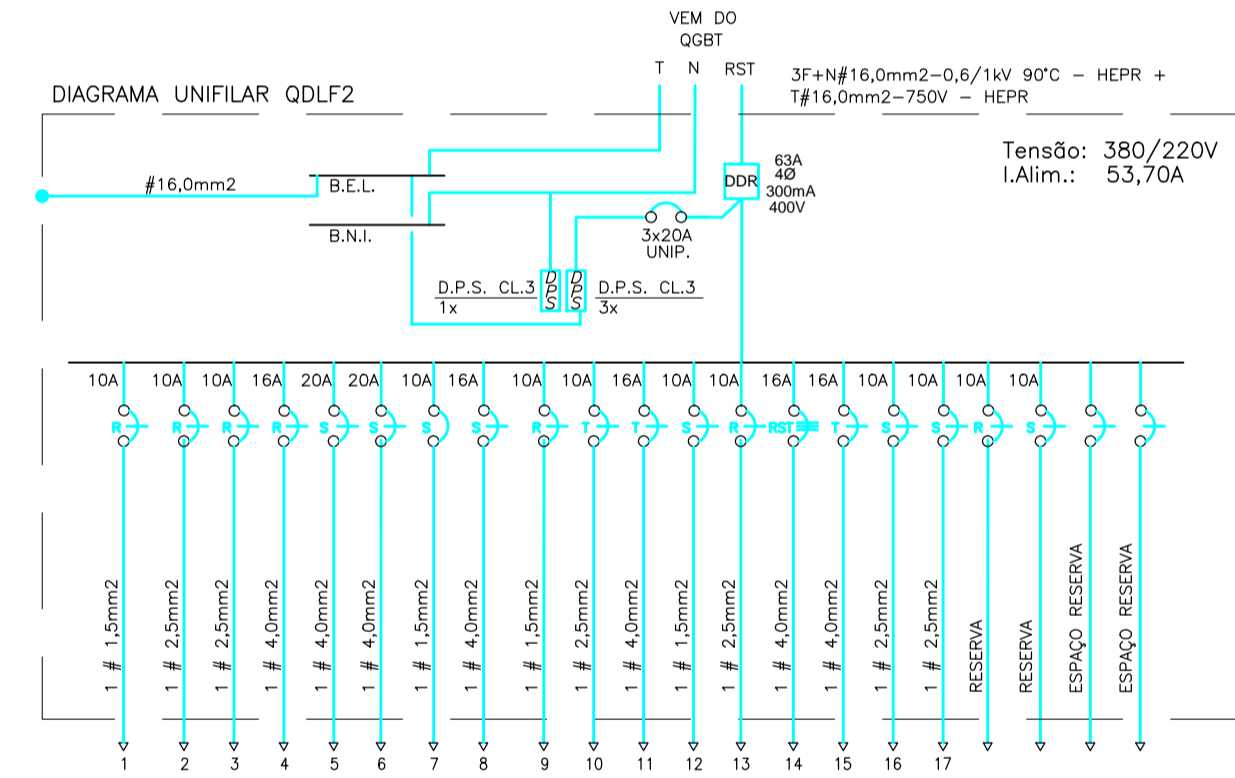 VEM DO
QGBT
T N RST
3F+N#16,0mm2-0,6/1kV 90°C - HEPR +
T#16,0mm2-750V - HEPR
DIAGRAMA UNIFILAR QDLF2
Tensão: 380/220V
I.Alim.: 53,70A
#16,0mm2
B.E.L.
B.N.I.
DDR
63A
4Ø
300mA
400V
3x20A
UNIP.
D.P.S. CL.3
1x
DPS
DPS
D.P.S. CL.3
3x
10A 10A 10A 16A 20A 20A 10A 16A 10A 10A 16A 10A 10A 16A 16A 10A 10A 10A 10A
R R R R S S S S R T T S R RST T S S R S
1 # 1,5mm2
1 # 2,5mm2
1 # 2,5mm2
1 # 4,0mm2
1 # 4,0mm2
1 # 4,0mm2
1 # 1,5mm2
1 # 4,0mm2
1 # 1,5mm2
1 # 2,5mm2
1 # 4,0mm2
1 # 1,5mm2
1 # 2,5mm2
1 # 4,0mm2
1 # 4,0mm2
1 # 2,5mm2
1 # 2,5mm2
RESERVA
RESERVA
ESPAÇO RESERVA
ESPAÇO RESERVA
1 2 3 4 5 6 7 8 9 10 11 12 13 14 15 16 17